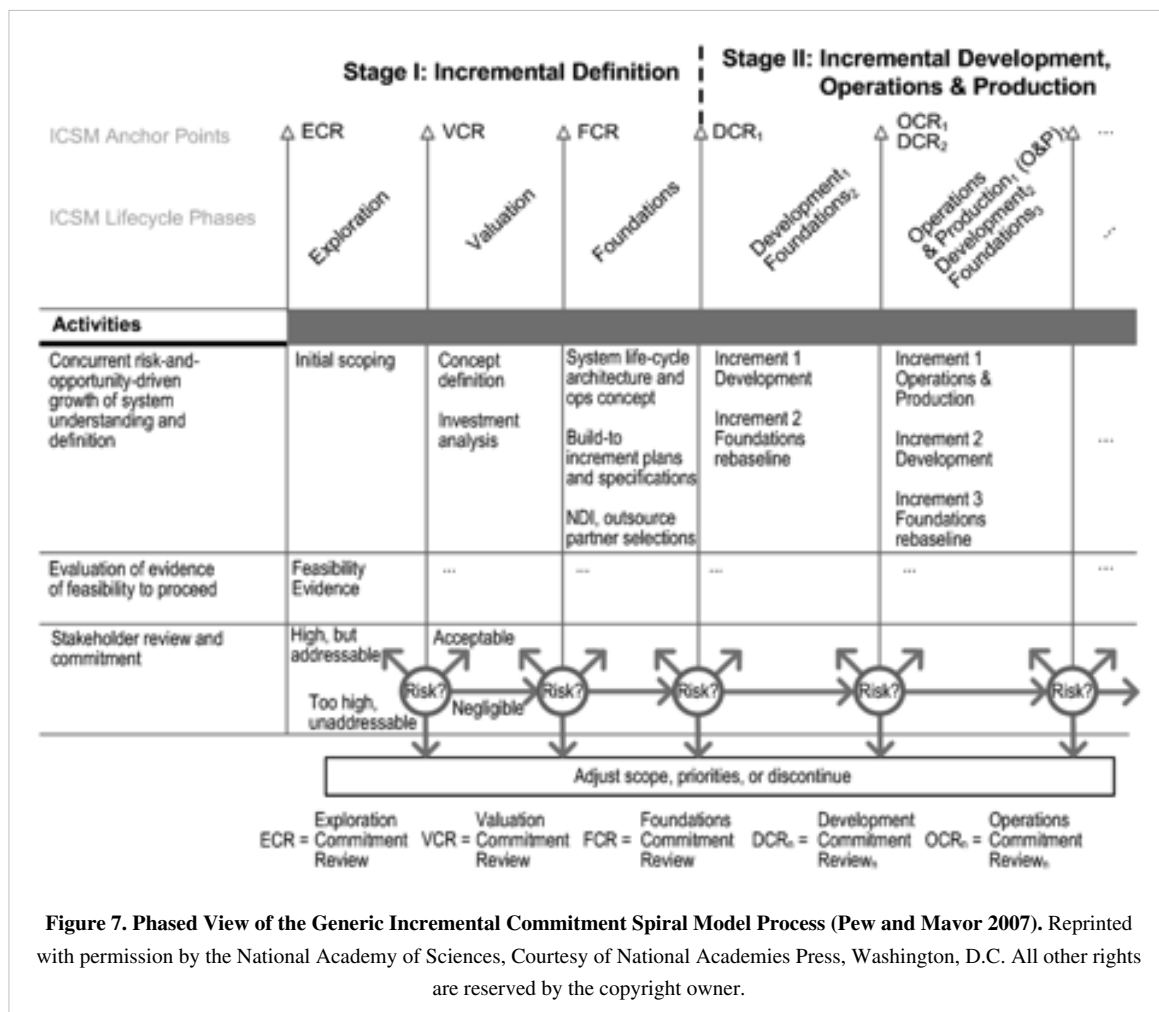 Stage I: Incremental Definition
Stage II: Incremental Development,
Operations & Production
ICSM Anchor Points
ECR
VCR
FCR
DCR₁
OCR₁
DCR₂
...
ICSM Lifecycle Phases
Exploration
Valuation
Foundations
Development₁
Foundations₂
Operations
& Production₁ (O&P)₁
Development₂
Foundations₃
...
Activities
Concurrent risk-and-
opportunity-driven
growth of system
understanding and
definition
Initial scoping
Concept
definition
Investment
analysis
System life-cycle
architecture and
ops concept
Build-to
increment plans
and specifications
NDI, outsource
partner selections
Increment 1
Development
Increment 2
Foundations
rebaseline
Increment 1
Operations &
Production
Increment 2
Development
Increment 3
Foundations
rebaseline
...
Evaluation of evidence
of feasibility to proceed
Feasibility
Evidence
...
...
...
...
...
Stakeholder review and
commitment
High, but
addressable
Acceptable
Too high,
unaddressable
Negligible
Risk?
Risk?
Risk?
Risk?
Risk?
Adjust scope, priorities, or discontinue
ECR = Exploration
Commitment
Review
VCR = Valuation
Commitment
Review
FCR = Foundations
Commitment
Review
DCRₙ = Development
Commitment
Reviewₙ
OCRₙ = Operations
Commitment
Reviewₙ
Figure 7. Phased View of the Generic Incremental Commitment Spiral Model Process (Pew and Mavor 2007). Reprinted
with permission by the National Academy of Sciences, Courtesy of National Academies Press, Washington, D.C. All other rights
are reserved by the copyright owner.